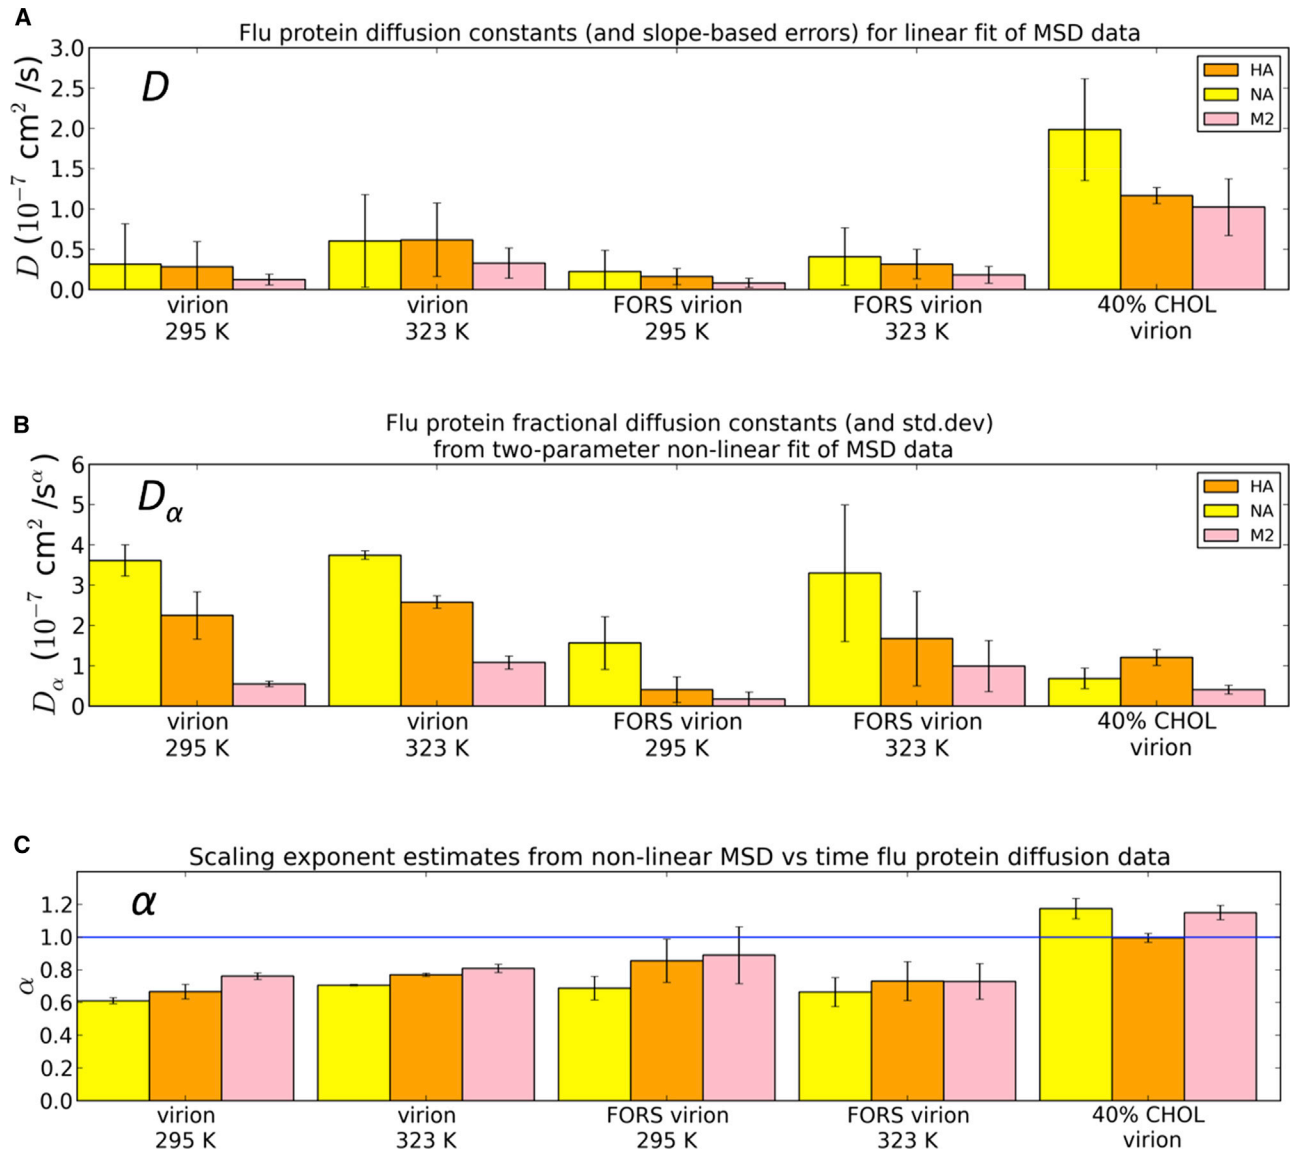 A
Flu protein diffusion constants (and slope-based errors) for linear fit of MSD data
D (10⁻⁷ cm² /s)
3.0
2.5
2.0
1.5
1.0
0.5
0.0
D
HA
NA
M2
virion virion FORS virion FORS virion 40% CHOL
295 K 323 K 295 K 323 K virion
B
Flu protein fractional diffusion constants (and std.dev)
from two-parameter non-linear fit of MSD data
Dα (10⁻⁷ cm² /sᵅ )
6
5
4
3
2
1
0
Dα
HA
NA
M2
virion virion FORS virion FORS virion 40% CHOL
295 K 323 K 295 K 323 K virion
C
Scaling exponent estimates from non-linear MSD vs time flu protein diffusion data
α
1.2
1.0
0.8
0.6
0.4
0.2
0.0
α
virion virion FORS virion FORS virion 40% CHOL
295 K 323 K 295 K 323 K virion